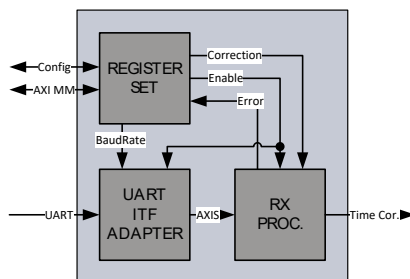 Correction
Config
REGISTER
SET
Enable
AXI MM
Error
BaudRate
UART
UART
ITF
ADAPTER
AXIS
RX
PROC.
Time Cor.